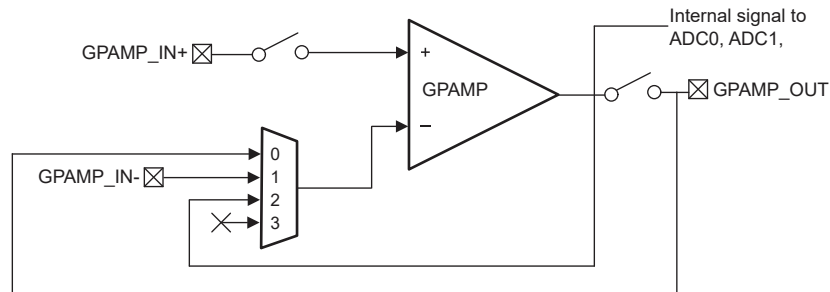 Internal signal to
ADC0, ADC1,
GPAMP_IN+
+
GPAMP
GPAMP_OUT
−
0
GPAMP_IN-
1
2
3